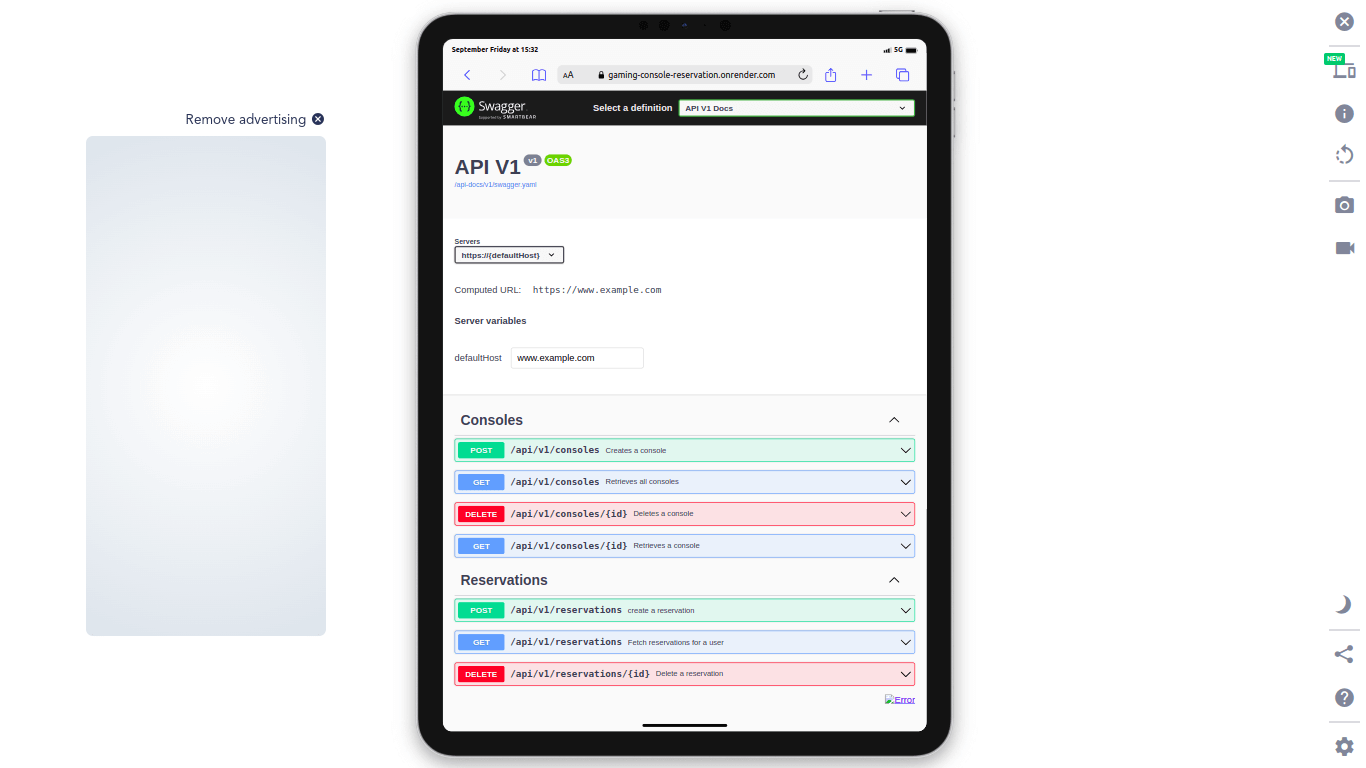 September Friday at 15:32
5G
NEW
AA
gaming-console-reservation.onrender.com
Swagger
Supported by SMARTBEAR
Select a definition
API V1 Docs
Remove advertising
API V1
v1
OAS3
/api-docs/v1/swagger.yaml
Servers
https://{defaultHost}
Computed URL: https://www.example.com
Server variables
defaultHost
www.example.com
Consoles
POST /api/v1/consoles Creates a console
GET /api/v1/consoles Retrieves all consoles
DELETE /api/v1/consoles/{id} Deletes a console
GET /api/v1/consoles/{id} Retrieves a console
Reservations
POST /api/v1/reservations create a reservation
GET /api/v1/reservations Fetch reservations for a user
DELETE /api/v1/reservations/{id} Delete a reservation
Error